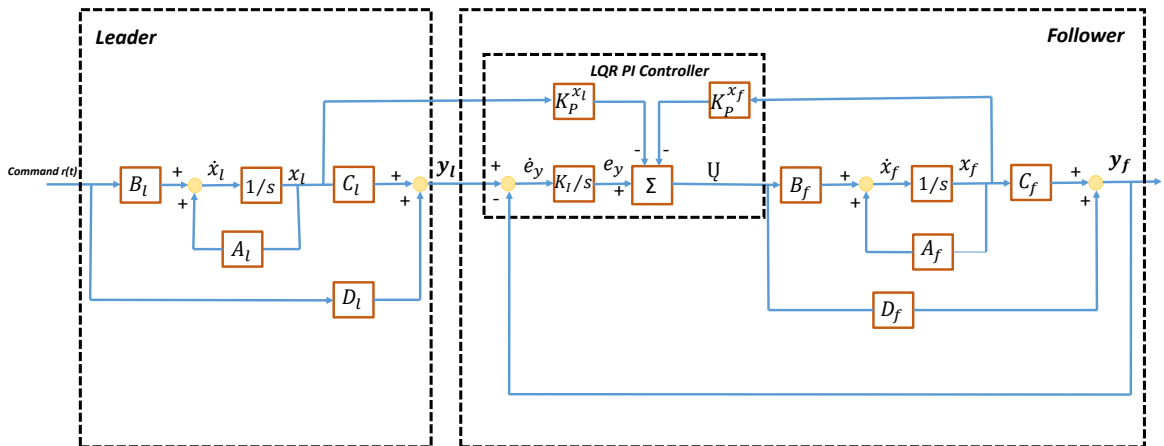 Leader
Follower
LQR PI Controller
K_P^{x_l}
K_P^{x_f}
Command r(t)
B_l
+
+
ẋ_l
1/s
x_l
C_l
+
+
y_l
+
-
ė_y
K_I/s
e_y
+
-
-
Σ
Ų
B_f
+
+
ẋ_f
1/s
x_f
C_f
+
+
y_f
A_l
A_f
D_l
D_f